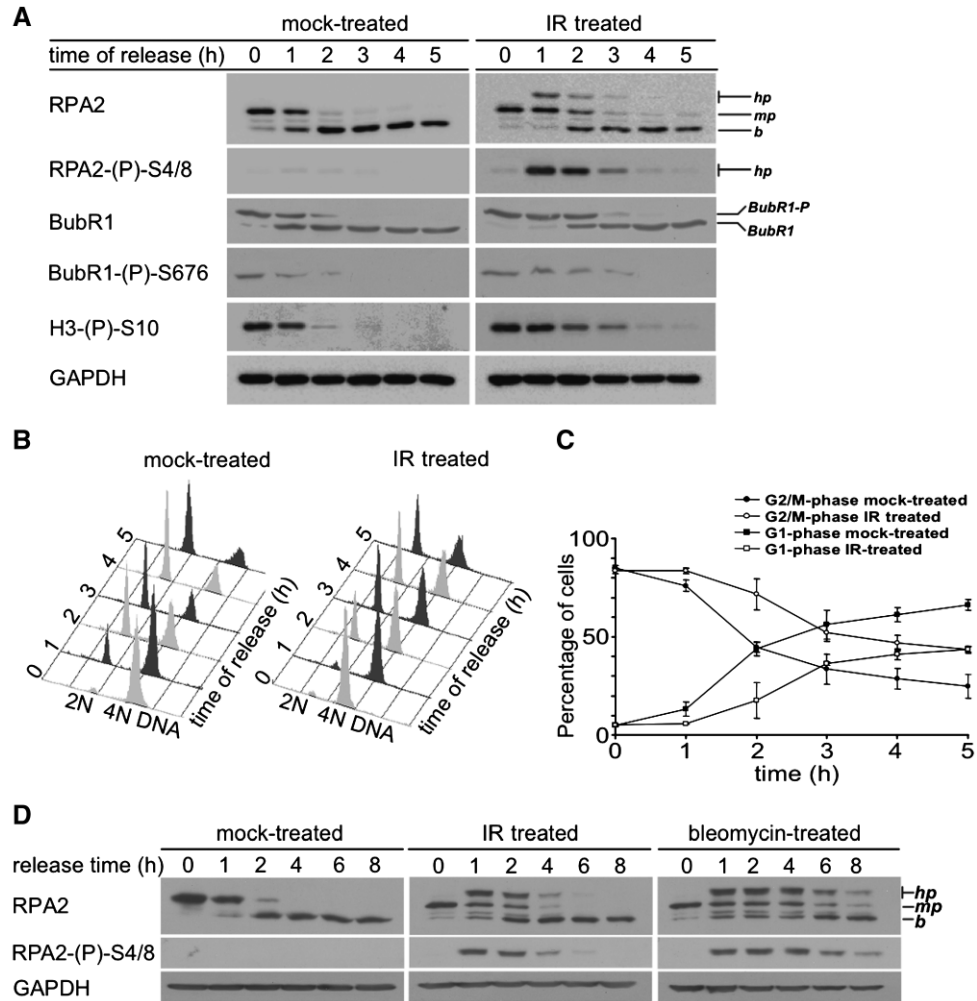 A
mock-treated IR treated
time of release (h) 0 1 2 3 4 5 0 1 2 3 4 5
RPA2 hp
mp
b
RPA2-(P)-S4/8 hp
BubR1 BubR1-P
BubR1
BubR1-(P)-S676
H3-(P)-S10
GAPDH
B
mock-treated IR treated
0 1 2 3 4 5
2N 4N DNA
time of release (h)
0 1 2 3 4 5
2N 4N DNA
time of release (h)
C
G2/M-phase mock-treated
G2/M-phase IR treated
G1-phase mock-treated
G1-phase IR-treated
Percentage of cells
100
50
0
0 1 2 3 4 5
time (h)
D
mock-treated IR treated bleomycin-treated
release time (h) 0 1 2 4 6 8 0 1 2 4 6 8 0 1 2 4 6 8
RPA2 hp
mp
b
RPA2-(P)-S4/8
GAPDH